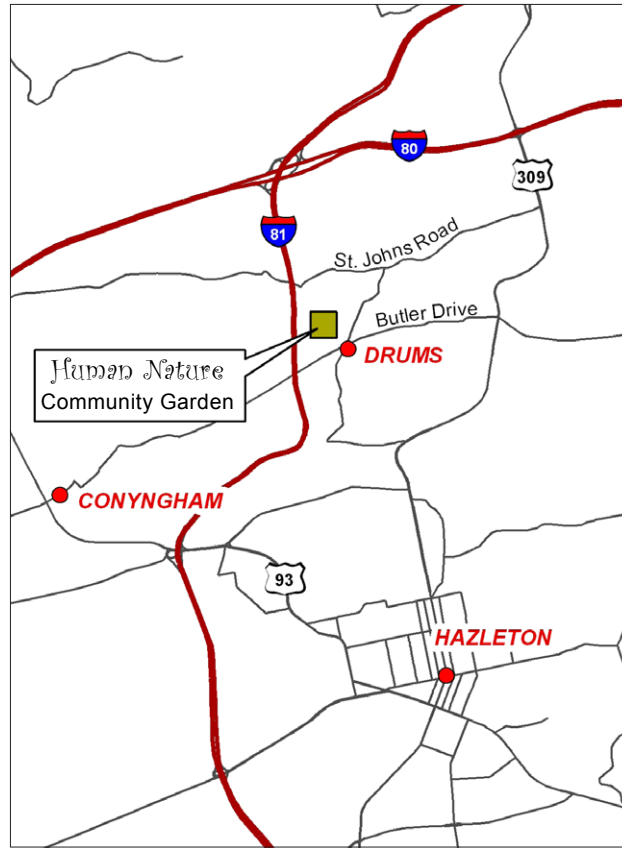 80
309
81
St. Johns Road
Butler Drive
Human Nature
Community Garden
DRUMS
CONYNGHAM
93
HAZLETON